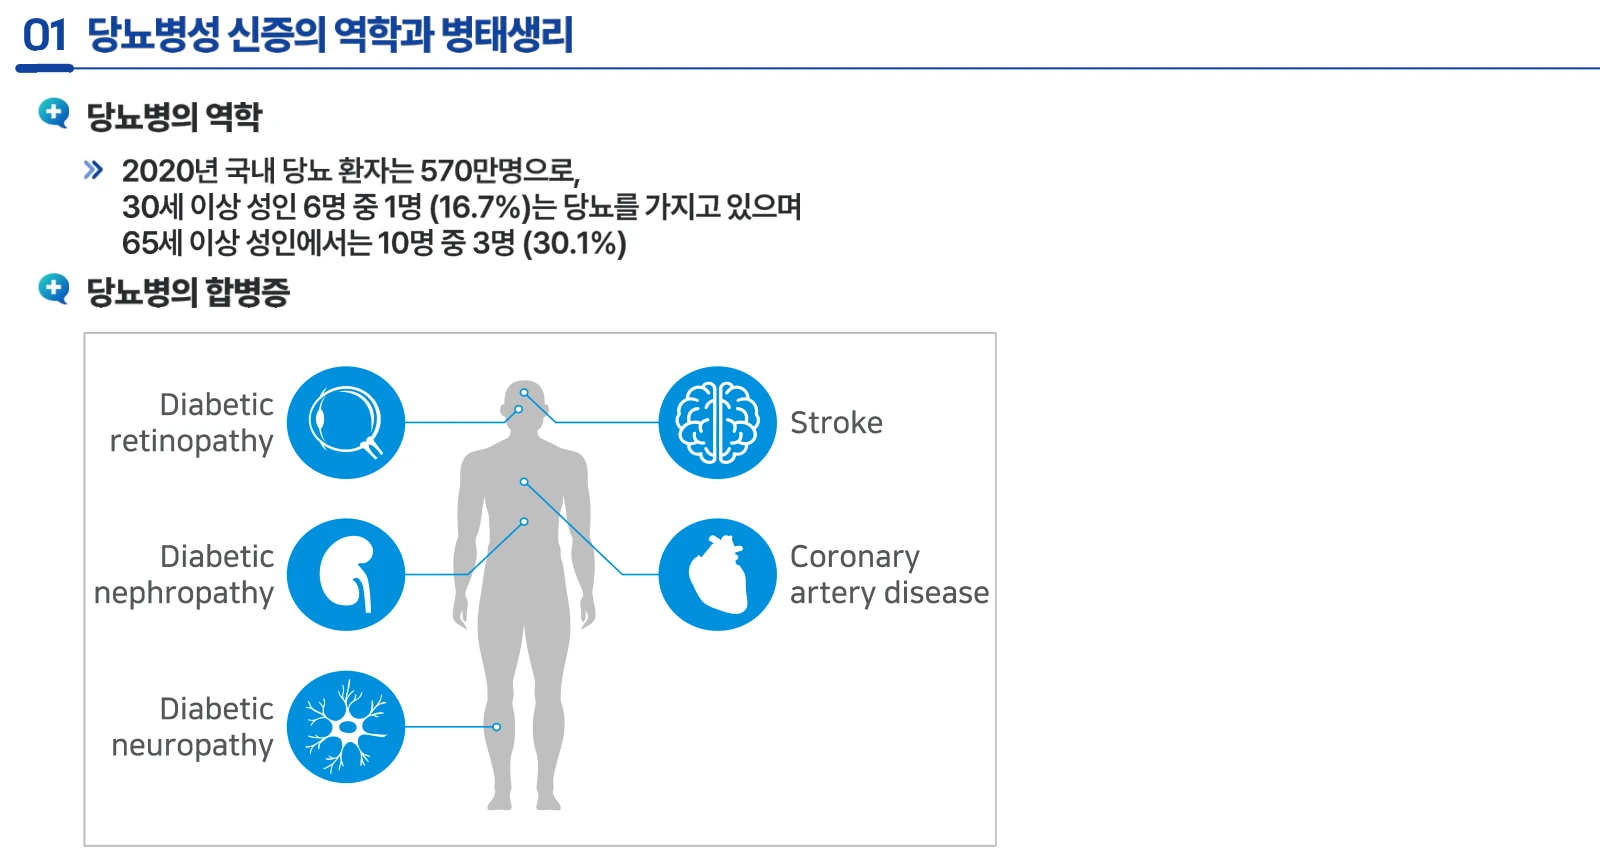 01 당뇨병성 신증의 역학과 병태생리
당뇨병의 역학
2020년 국내 당뇨 환자는 570만명으로,
30세 이상 성인 6명 중 1명 (16.7%)는 당뇨를 가지고 있으며
65세 이상 성인에서는 10명 중 3명 (30.1%)
당뇨병의 합병증
Diabetic
retinopathy
Stroke
Diabetic
nephropathy
Coronary
artery disease
Diabetic
neuropathy